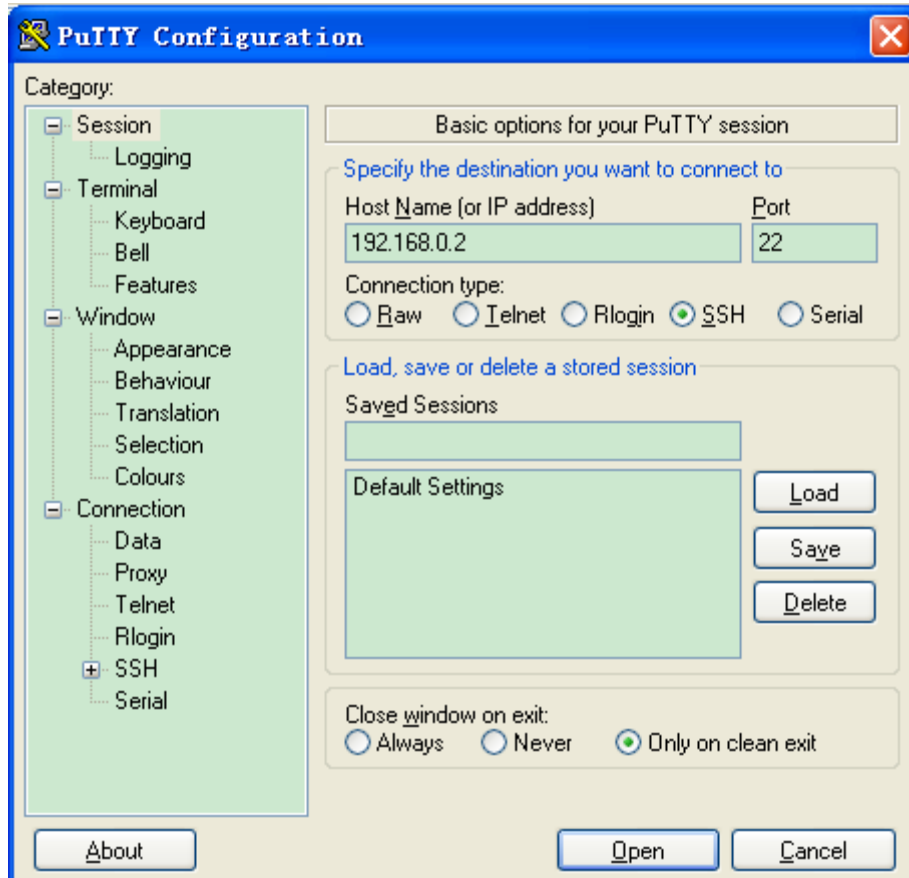 PuTTY Configuration
Category:
Session
Logging
Terminal
Keyboard
Bell
Features
Window
Appearance
Behaviour
Translation
Selection
Colours
Connection
Data
Proxy
Telnet
Rlogin
SSH
Serial
Basic options for your PuTTY session
Specify the destination you want to connect to
Host Name (or IP address) Port
192.168.0.2 22
Connection type:
Raw Telnet Rlogin SSH Serial
Load, save or delete a stored session
Saved Sessions
Default Settings
Load
Save
Delete
Close window on exit:
Always Never Only on clean exit
About Open Cancel